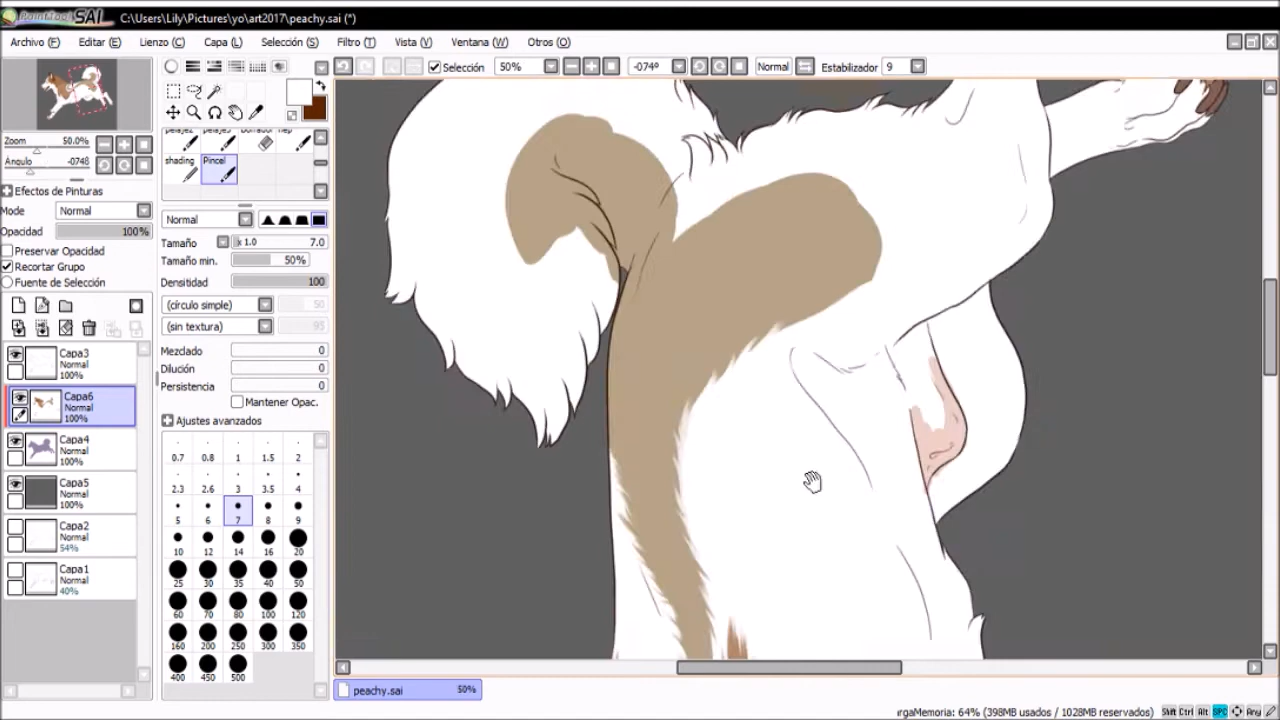 PaintTool SAI C:\Users\Lily\Pictures\yo\art2017\peachy.sai (*)
Archivo (F) Editar (E) Lienzo (C) Capa (L) Selección (S) Filtro (T) Vista (V) Ventana (W) Otros (O)
Selección 50% -074º Normal Estabilizador 9
Zoom 50.0%
Ángulo -074º
Efectos de Pinturas
Mode Normal
Opacidad 100%
Preservar Opacidad
Recortar Grupo
Fuente de Selección
Capa3
Normal
100%
Capa6
Normal
100%
Capa4
Normal
100%
Capa5
Normal
100%
Capa2
Normal
54%
Capa1
Normal
40%
shading Pincel
Normal
Tamaño x 1.0 7.0
Tamaño min. 50%
Densitidad 100
(círculo simple) 50
(sin textura) 95
Mezclado 0
Dilución 0
Persistencia 0
Mantener Opac.
Ajustes avanzados
0.7 0.8 1 1.5 2
2.3 2.6 3 3.5 4
5 6 7 8 9
10 12 14 16 20
25 30 35 40 50
60 70 80 100 120
160 200 250 300 350
400 450 500
peachy.sai 50%
rgaMemoria: 64% (398MB usados / 1028MB reservados) Shift Ctrl Alt SPC Any